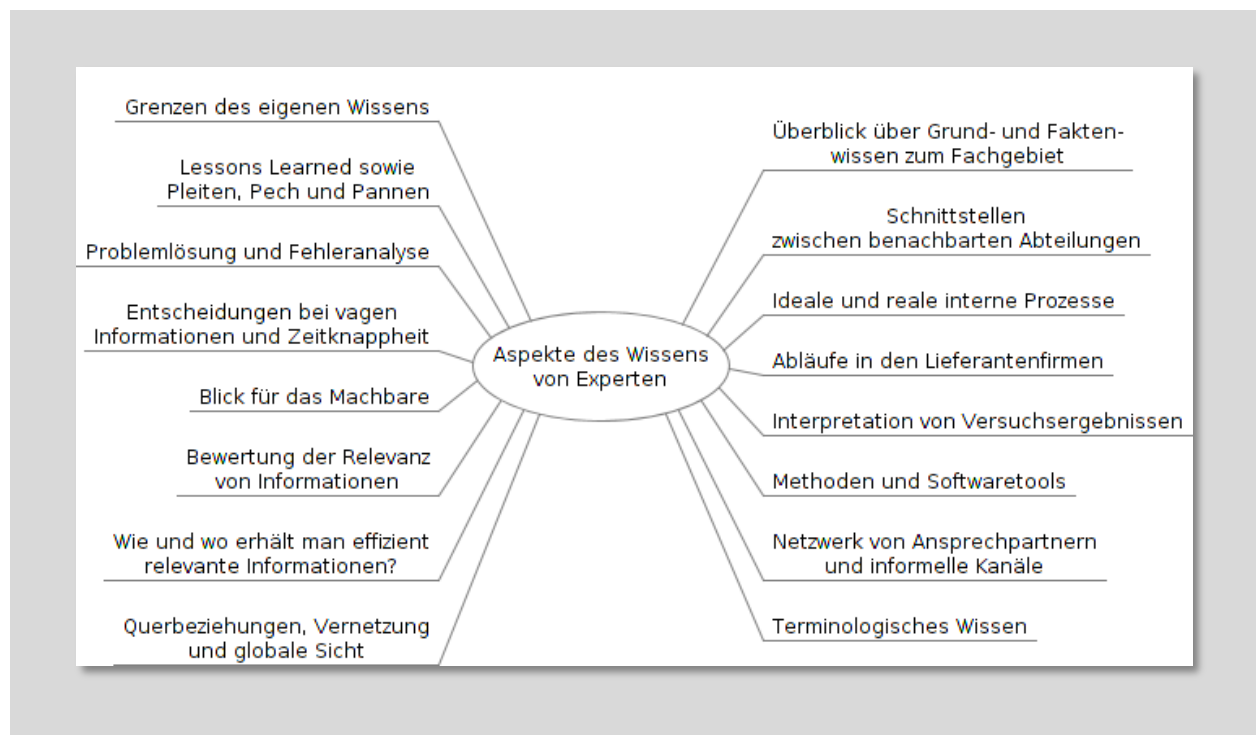 Grenzen des eigenen Wissens
Lessons Learned sowie
Pleiten, Pech und Pannen
Problemlösung und Fehleranalyse
Entscheidungen bei vagen
Informationen und Zeitknappheit
Blick für das Machbare
Bewertung der Relevanz
von Informationen
Wie und wo erhält man effizient
relevante Informationen?
Querbeziehungen, Vernetzung
und globale Sicht
Aspekte des Wissens
von Experten
Überblick über Grund- und Fakten-
wissen zum Fachgebiet
Schnittstellen
zwischen benachbarten Abteilungen
Ideale und reale interne Prozesse
Abläufe in den Lieferantenfirmen
Interpretation von Versuchsergebnissen
Methoden und Softwaretools
Netzwerk von Ansprechpartnern
und informelle Kanäle
Terminologisches Wissen